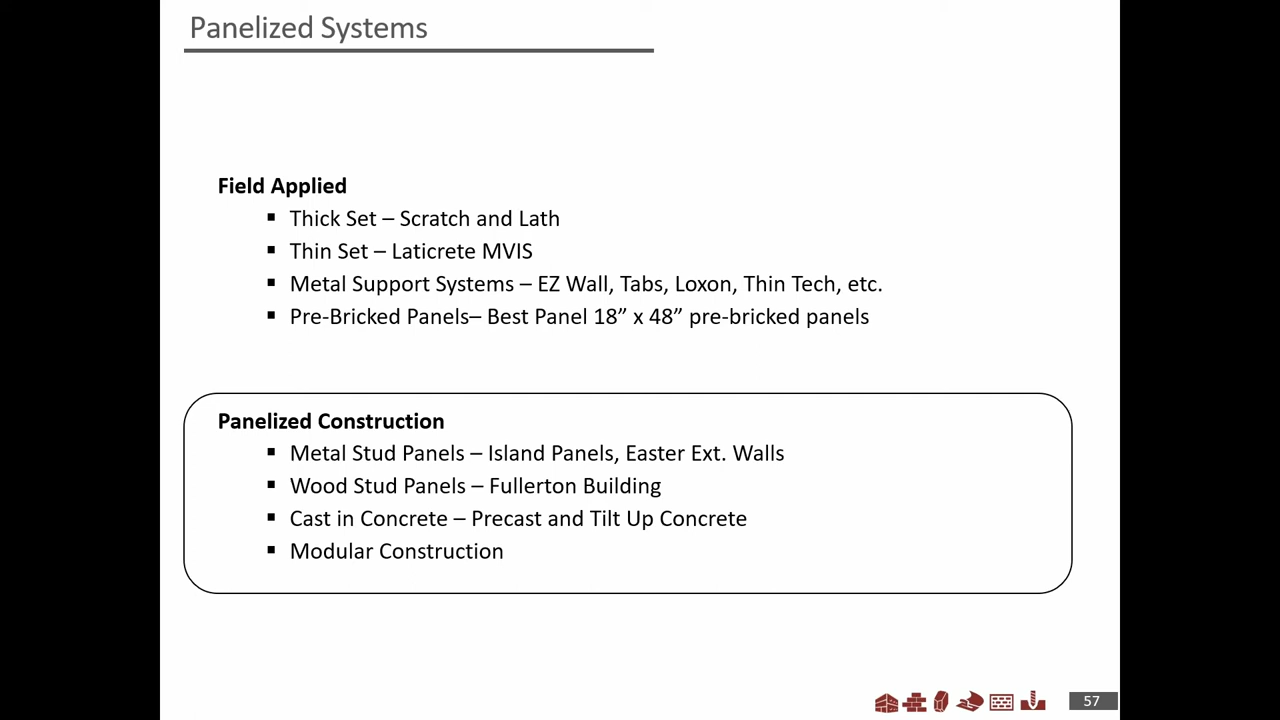 Panelized Systems
Field Applied
▪ Thick Set – Scratch and Lath
▪ Thin Set – Laticrete MVIS
▪ Metal Support Systems – EZ Wall, Tabs, Loxon, Thin Tech, etc.
▪ Pre-Bricked Panels– Best Panel 18” x 48” pre-bricked panels
Panelized Construction
▪ Metal Stud Panels – Island Panels, Easter Ext. Walls
▪ Wood Stud Panels – Fullerton Building
▪ Cast in Concrete – Precast and Tilt Up Concrete
▪ Modular Construction
57